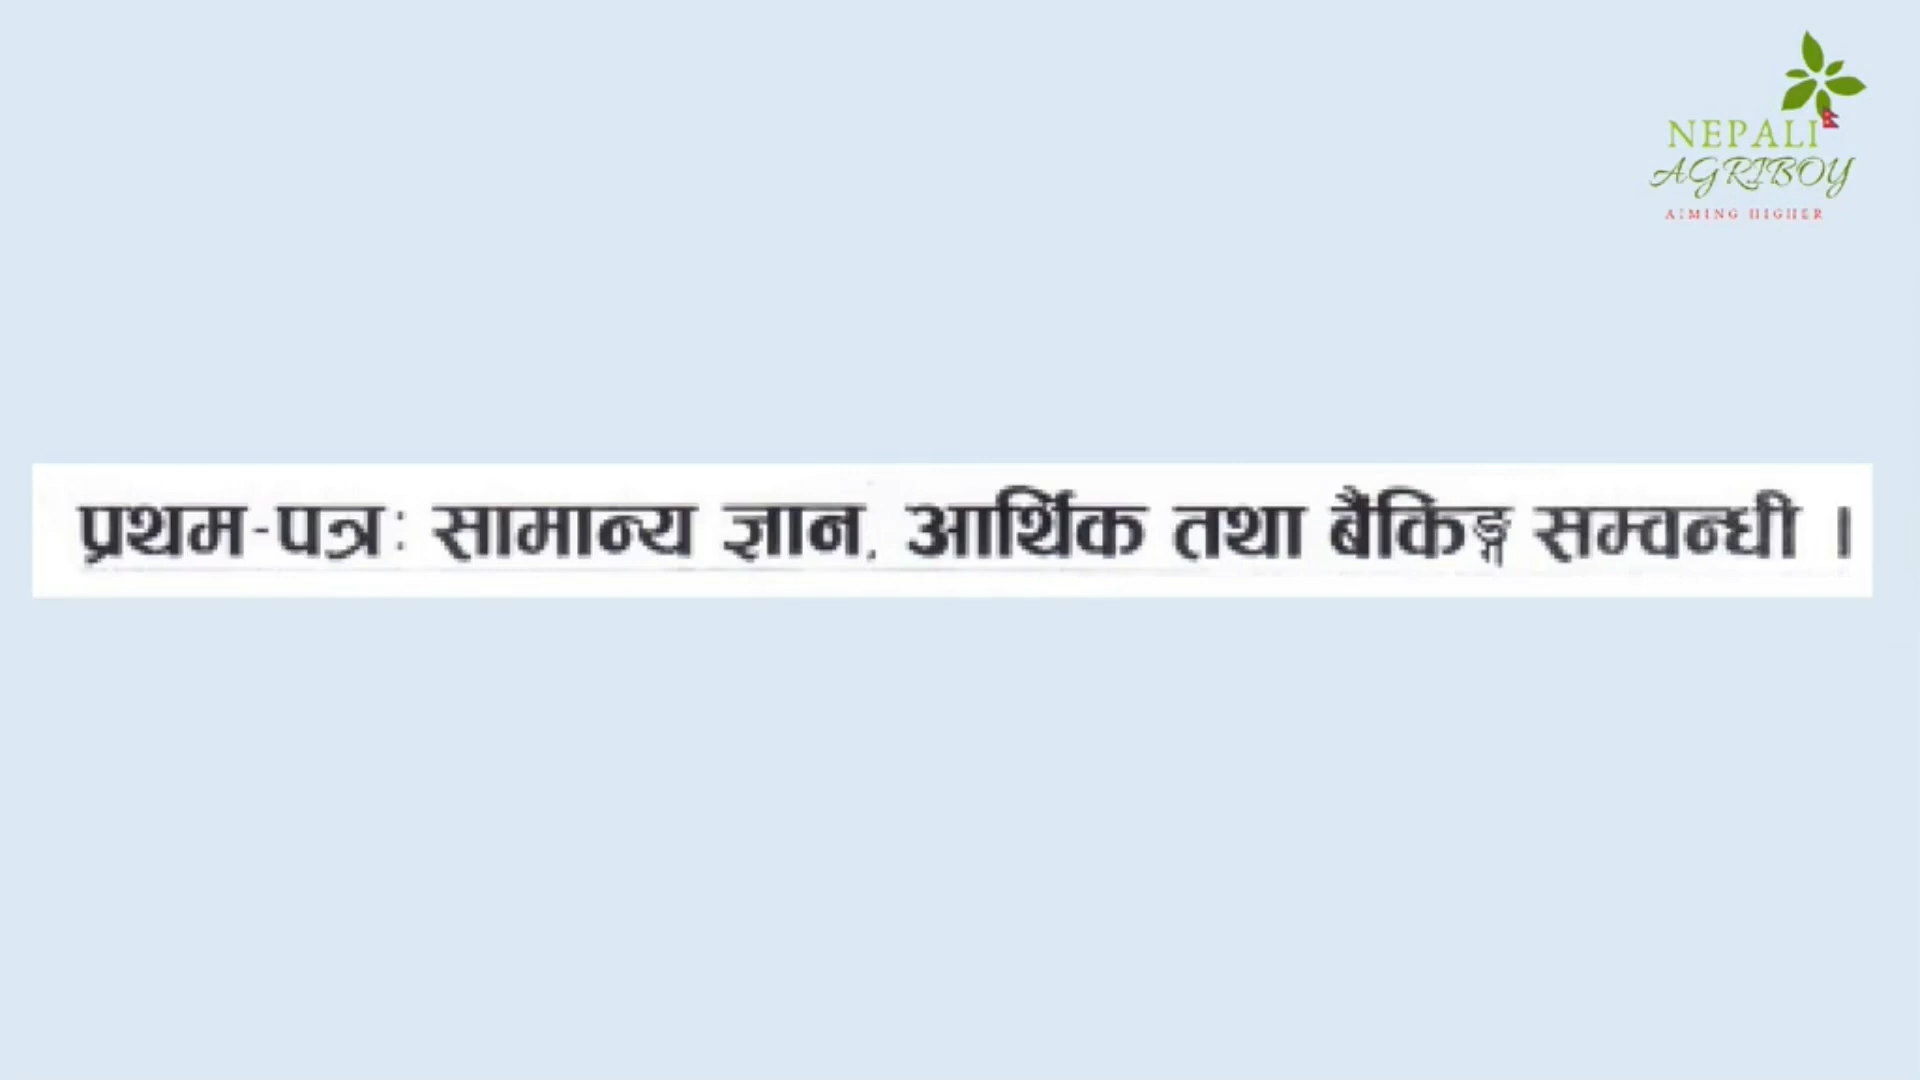 NEPALI
AGRIBOY
AIMING HIGHER
प्रथम-पत्र: सामान्य ज्ञान, आर्थिक तथा बैंकिङ्ग सम्वन्धी ।